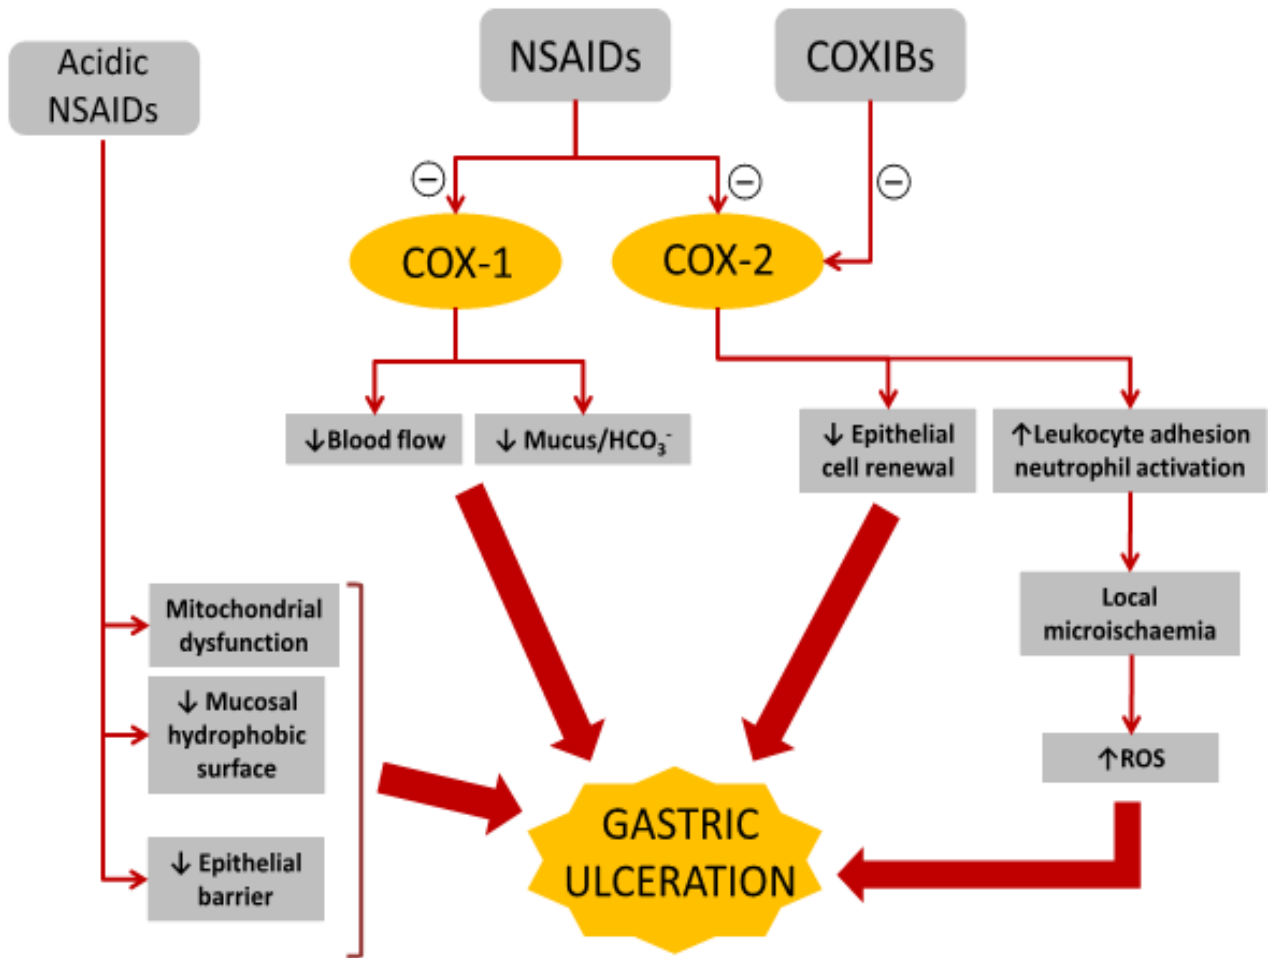 Acidic
NSAIDs
NSAIDs
COXIBs
−
−
−
COX-1
COX-2
↓Blood flow
↓ Mucus/HCO₃⁻
↓ Epithelial
cell renewal
↑Leukocyte adhesion
neutrophil activation
Local
microischaemia
↑ROS
Mitochondrial
dysfunction
↓ Mucosal
hydrophobic
surface
↓ Epithelial
barrier
GASTRIC
ULCERATION